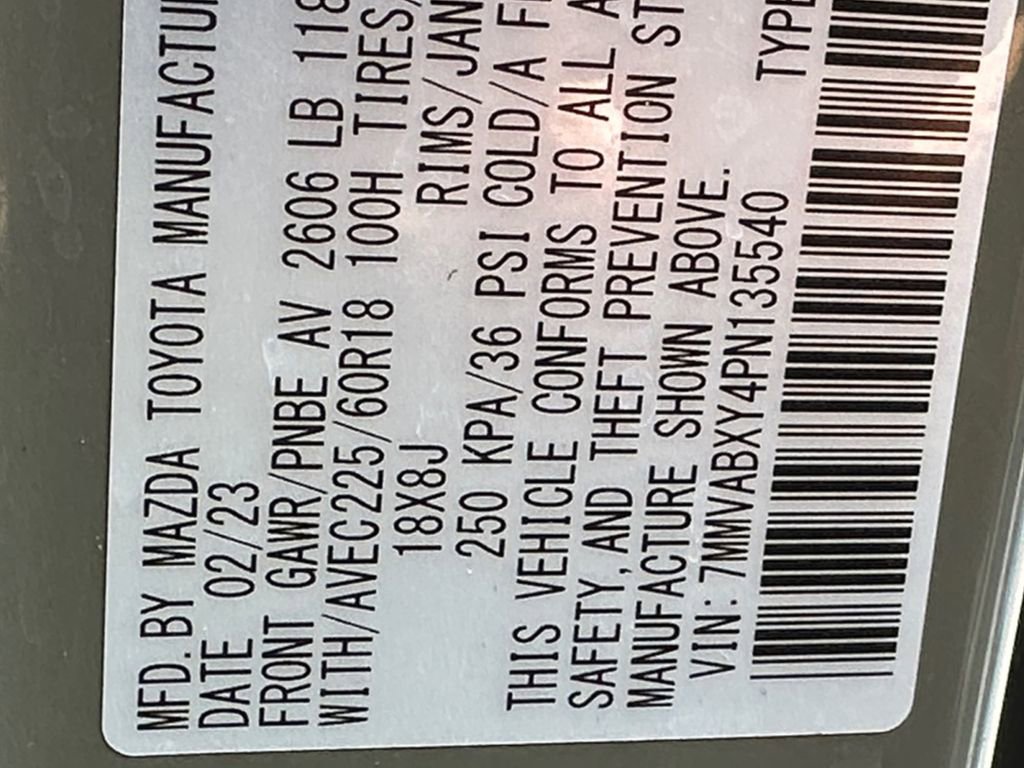 MFD.BY MAZDA TOYOTA MANUFACTU
DATE 02/23
FRONT GAWR/PNBE AV 2606 LB 118
WITH/AVEC225/60R18 100H TIRES/
18X8J RIMS/JAN
250 KPA/36 PSI COLD/A F
THIS VEHICLE CONFORMS TO ALL A
SAFETY,AND THEFT PREVENTION ST
MANUFACTURE SHOWN ABOVE.
VIN: 7MMVABXY4PN135540 TYPE